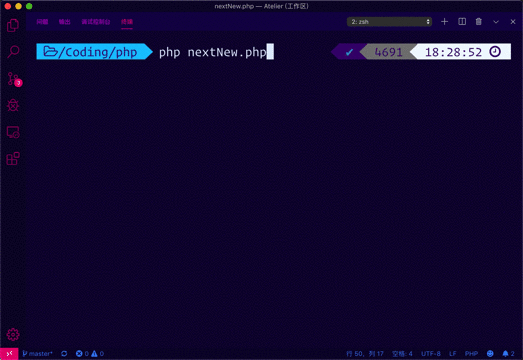 nextNew.php — Atelier (工作区)
问题 输出 调试控制台 终端 2: zsh
/Coding/php php nextNew.php ✔ 4691 18:28:52
3
master* 0 0 行 50，列 17 空格: 4 UTF-8 LF PHP 2